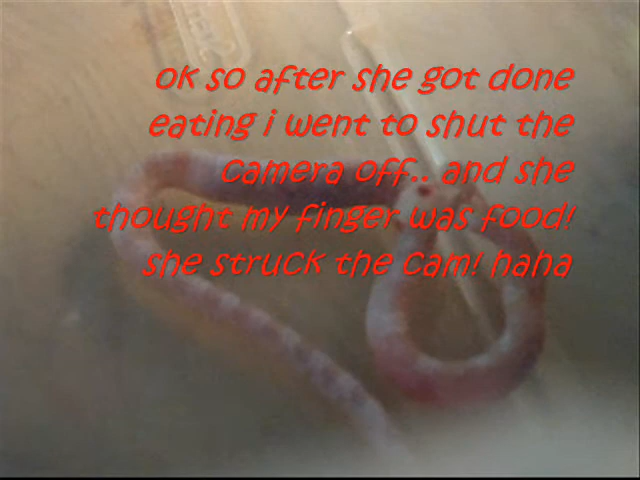 ok so after she got done
eating i went to shut the
camera off.. and she
thought my finger was food!
she struck the cam! haha